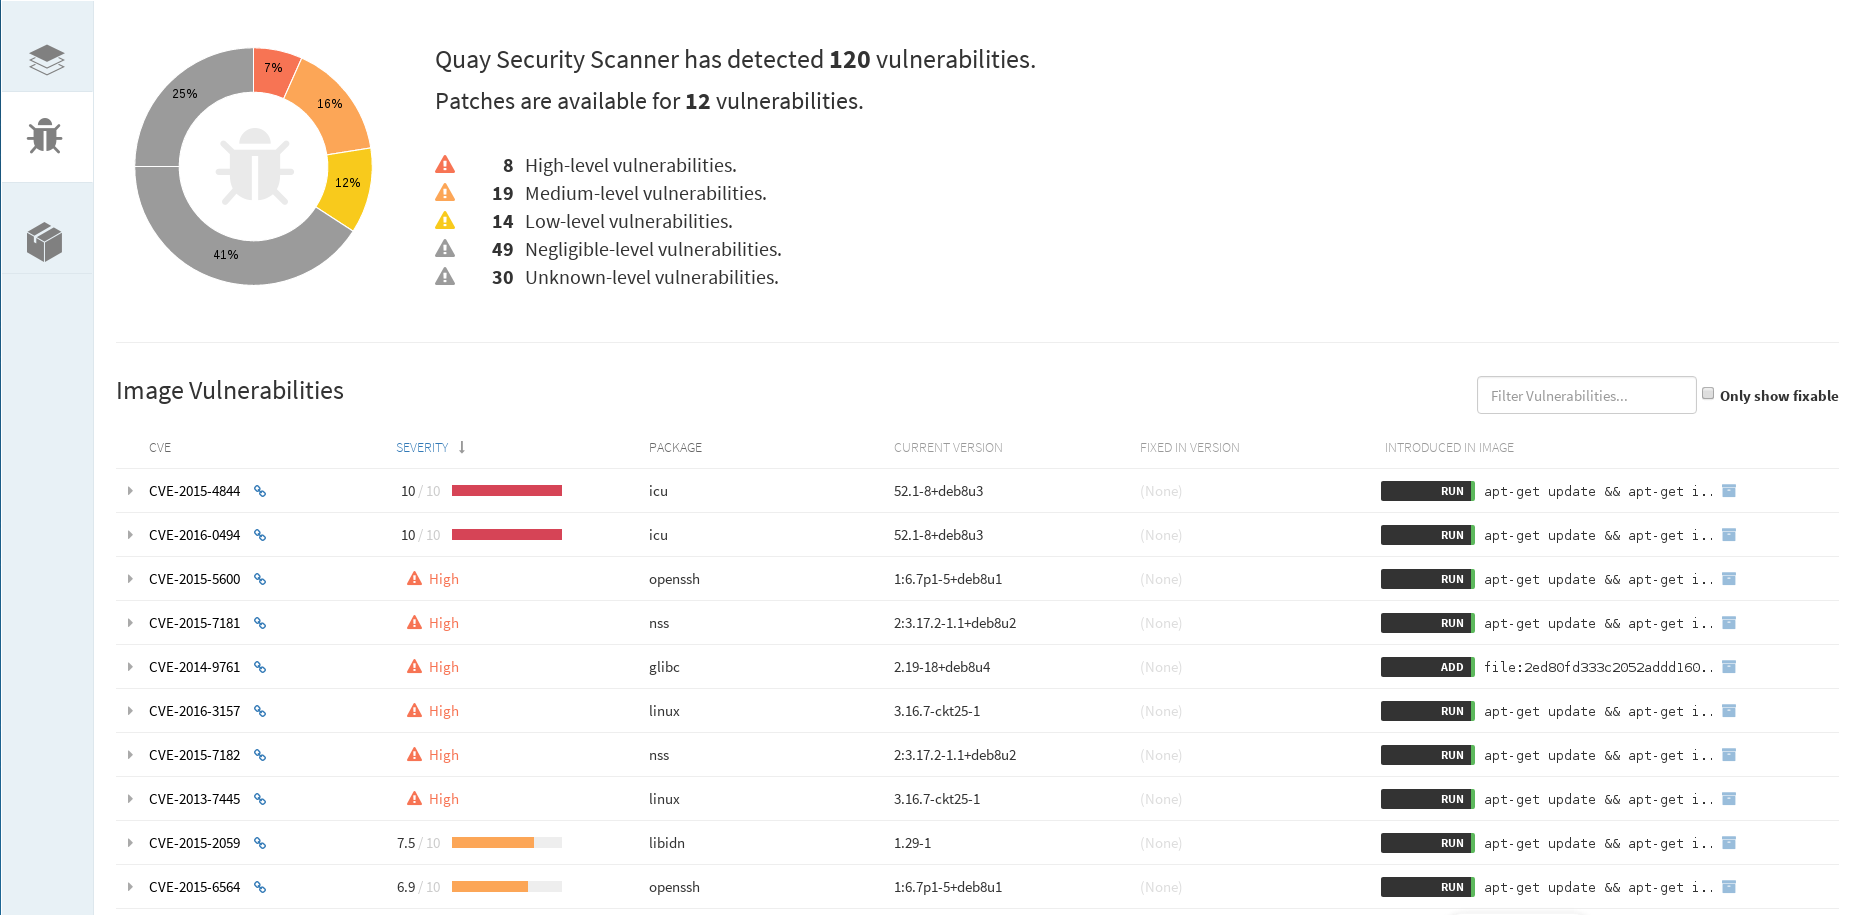 7%
16%
25%
12%
41%
Quay Security Scanner has detected 120 vulnerabilities.
Patches are available for 12 vulnerabilities.
8 High-level vulnerabilities.
19 Medium-level vulnerabilities.
14 Low-level vulnerabilities.
49 Negligible-level vulnerabilities.
30 Unknown-level vulnerabilities.
Image Vulnerabilities
Filter Vulnerabilities... Only show fixable
CVE SEVERITY PACKAGE CURRENT VERSION FIXED IN VERSION INTRODUCED IN IMAGE
CVE-2015-4844 10 / 10 icu 52.1-8+deb8u3 (None) RUN apt-get update && apt-get i..
CVE-2016-0494 10 / 10 icu 52.1-8+deb8u3 (None) RUN apt-get update && apt-get i..
CVE-2015-5600 High openssh 1:6.7p1-5+deb8u1 (None) RUN apt-get update && apt-get i..
CVE-2015-7181 High nss 2:3.17.2-1.1+deb8u2 (None) RUN apt-get update && apt-get i..
CVE-2014-9761 High glibc 2.19-18+deb8u4 (None) ADD file:2ed80fd333c2052addd160..
CVE-2016-3157 High linux 3.16.7-ckt25-1 (None) RUN apt-get update && apt-get i..
CVE-2015-7182 High nss 2:3.17.2-1.1+deb8u2 (None) RUN apt-get update && apt-get i..
CVE-2013-7445 High linux 3.16.7-ckt25-1 (None) RUN apt-get update && apt-get i..
CVE-2015-2059 7.5 / 10 libidn 1.29-1 (None) RUN apt-get update && apt-get i..
CVE-2015-6564 6.9 / 10 openssh 1:6.7p1-5+deb8u1 (None) RUN apt-get update && apt-get i..